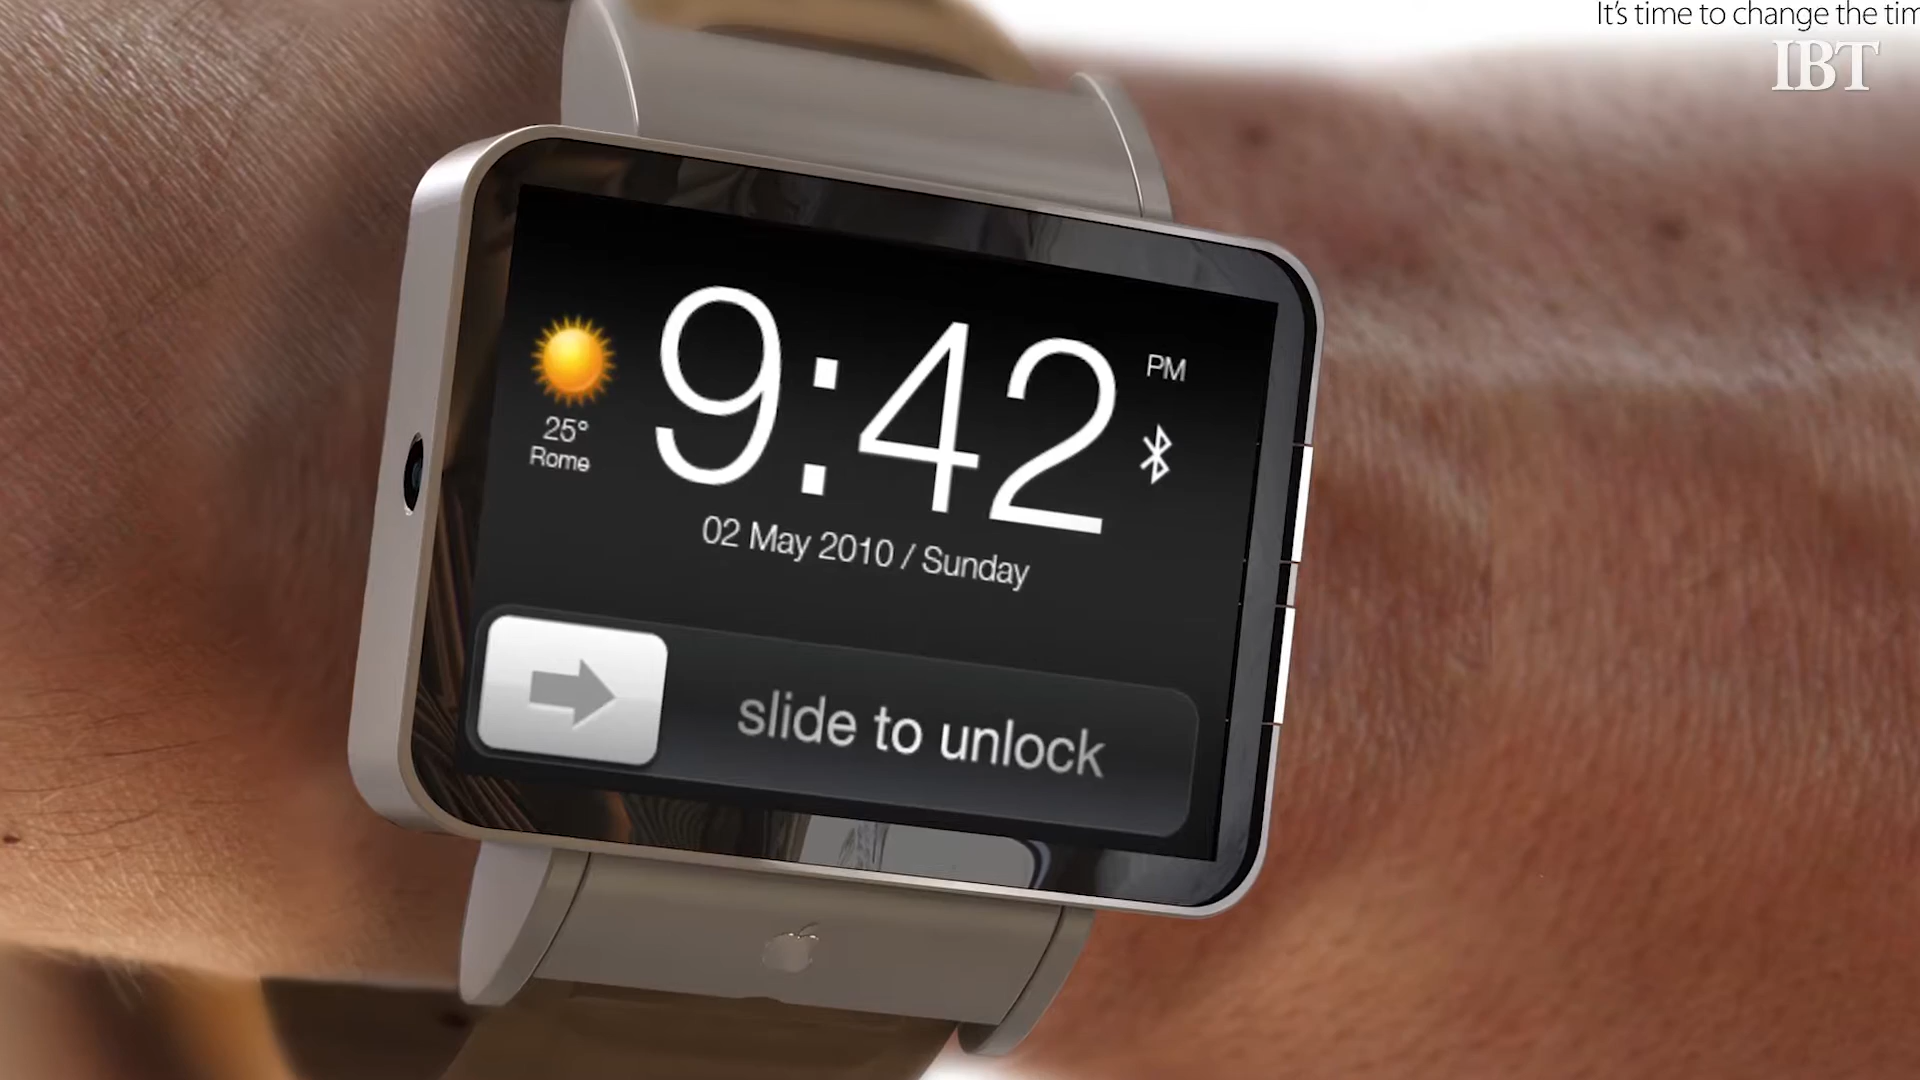 It's time to change the tim
IBT
9:42
PM
25°
Rome
02 May 2010 / Sunday
slide to unlock